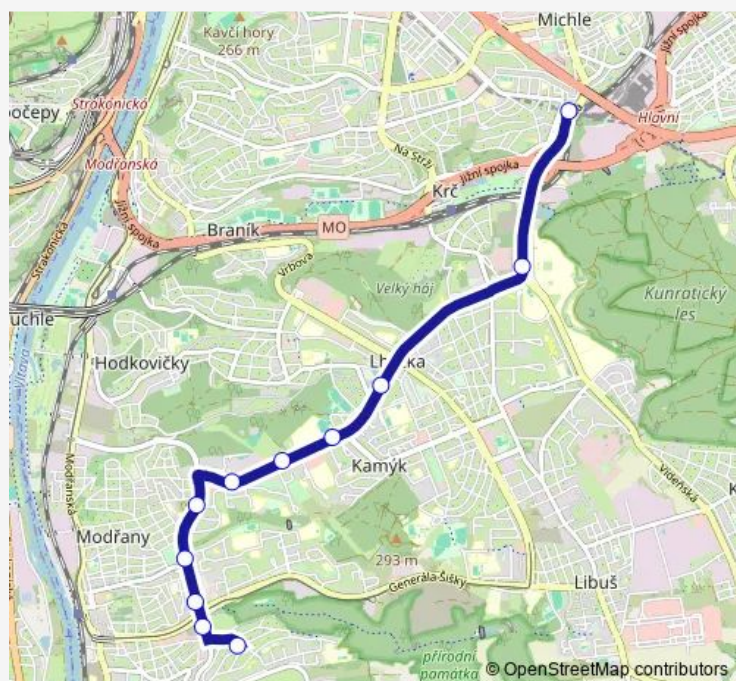 Michle
Kavčí hory
266 m
Strakonická
Jižní spojka
Hlavní
Modřanská
Na Strži
Jižní spojka
Krč
Jižní spojka
Braník
MO
Strakonická
Vrbova
Velký háj
Kunratický
les
Vltava
Hodkovičky
Modřanská
Kamýk
Vídeňská
Modřany
293 m
Generála Šišky
Libuš
přírodní
památka
© OpenStreetMap contributors